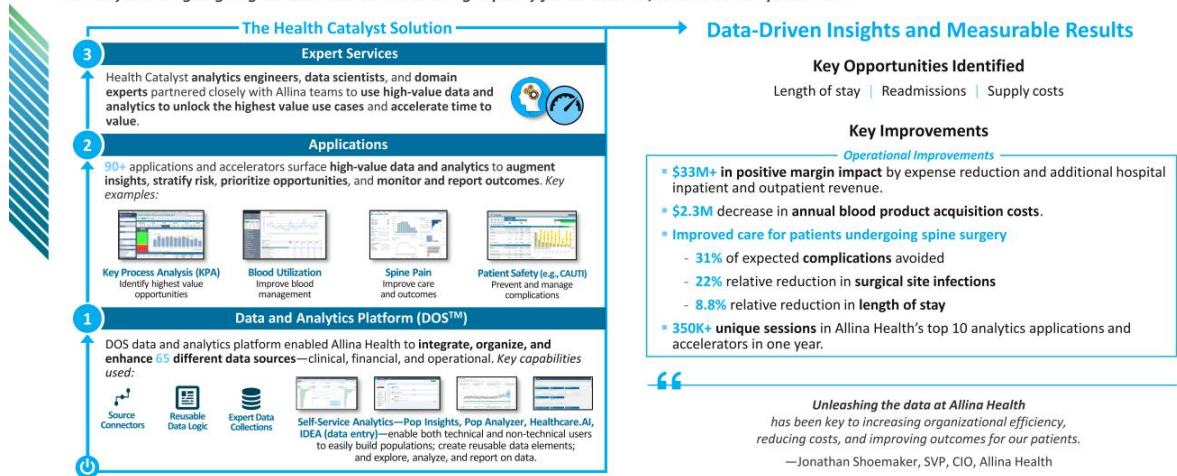 The Health Catalyst Solution
3
Expert Services
Health Catalyst analytics engineers, data scientists, and domain
experts partnered closely with Allina teams to use high-value data and
analytics to unlock the highest value use cases and accelerate time to
value.
2
Applications
90+ applications and accelerators surface high-value data and analytics to augment
insights, stratify risk, prioritize opportunities, and monitor and report outcomes. Key
examples:
Key Process Analysis (KPA)
Identify highest value
opportunities
Blood Utilization
Improve blood
management
Spine Pain
Improve care
and outcomes
Patient Safety (e.g., CAUTI)
Prevent and manage
complications
1
Data and Analytics Platform (DOS™)
DOS data and analytics platform enabled Allina Health to integrate, organize, and
enhance 65 different data sources—clinical, financial, and operational. Key capabilities
used:
Source
Connectors
Reusable
Data Logic
Expert Data
Collections
Self-Service Analytics—Pop Insights, Pop Analyzer, Healthcare.AI,
IDEA (data entry)—enable both technical and non-technical users
to easily build populations; create reusable data elements;
and explore, analyze, and report on data.
Data-Driven Insights and Measurable Results
Key Opportunities Identified
Length of stay | Readmissions | Supply costs
Key Improvements
Operational Improvements
▪ $33M+ in positive margin impact by expense reduction and additional hospital
inpatient and outpatient revenue.
▪ $2.3M decrease in annual blood product acquisition costs.
▪ Improved care for patients undergoing spine surgery
- 31% of expected complications avoided
- 22% relative reduction in surgical site infections
- 8.8% relative reduction in length of stay
▪ 350K+ unique sessions in Allina Health’s top 10 analytics applications and
accelerators in one year.
“
Unleashing the data at Allina Health
has been key to increasing organizational efficiency,
reducing costs, and improving outcomes for our patients.
—Jonathan Shoemaker, SVP, CIO, Allina Health